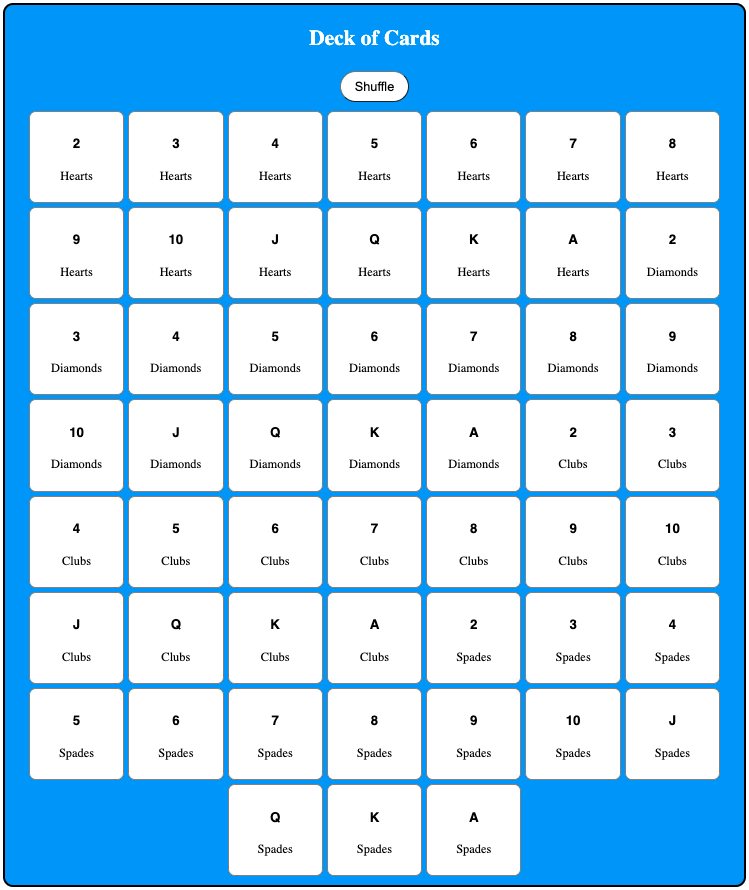 Deck of Cards
Shuffle
2 3 4 5 6 7 8
Hearts Hearts Hearts Hearts Hearts Hearts Hearts
9 10 J Q K A 2
Hearts Hearts Hearts Hearts Hearts Hearts Diamonds
3 4 5 6 7 8 9
Diamonds Diamonds Diamonds Diamonds Diamonds Diamonds Diamonds
10 J Q K A 2 3
Diamonds Diamonds Diamonds Diamonds Diamonds Clubs Clubs
4 5 6 7 8 9 10
Clubs Clubs Clubs Clubs Clubs Clubs Clubs
J Q K A 2 3 4
Clubs Clubs Clubs Clubs Spades Spades Spades
5 6 7 8 9 10 J
Spades Spades Spades Spades Spades Spades Spades
Q K A
Spades Spades Spades